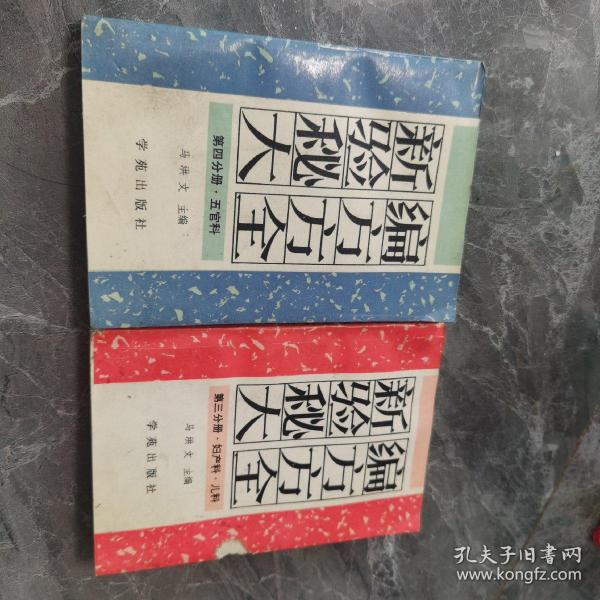 新编
验方
秘方
大全
第四分册·五官科
马洪文 主编
学苑出版社
新编
验方
秘方
大全
第三分册·妇产科·儿科
马洪文 主编
学苑出版社
孔夫子旧书网
www.kongfz.com